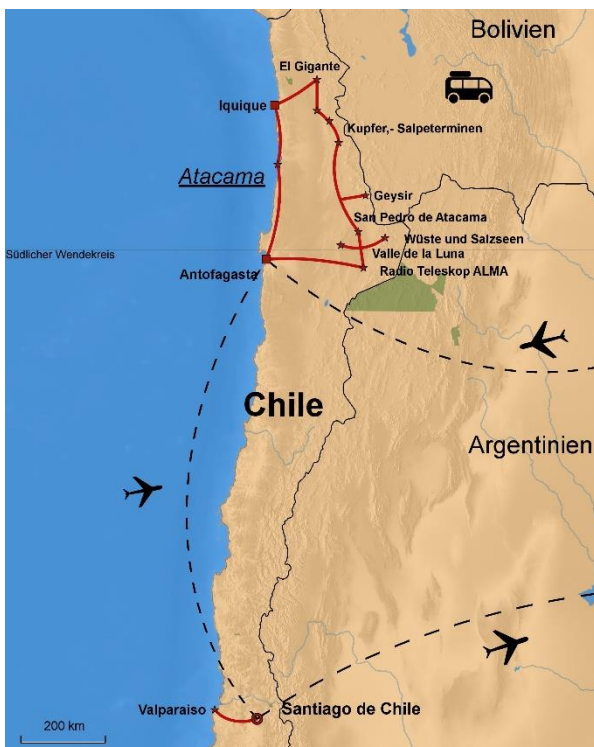 Bolivien
El Gigante
Iquique
Kupfer,- Salpeterminen
Atacama
Geysir
San Pedro de Atacama
Wüste und Salzseen
Südlicher Wendekreis
Valle de la Luna
Antofagasta
Radio Teleskop ALMA
Chile
Argentinien
Valparaiso
Santiago de Chile
200 km